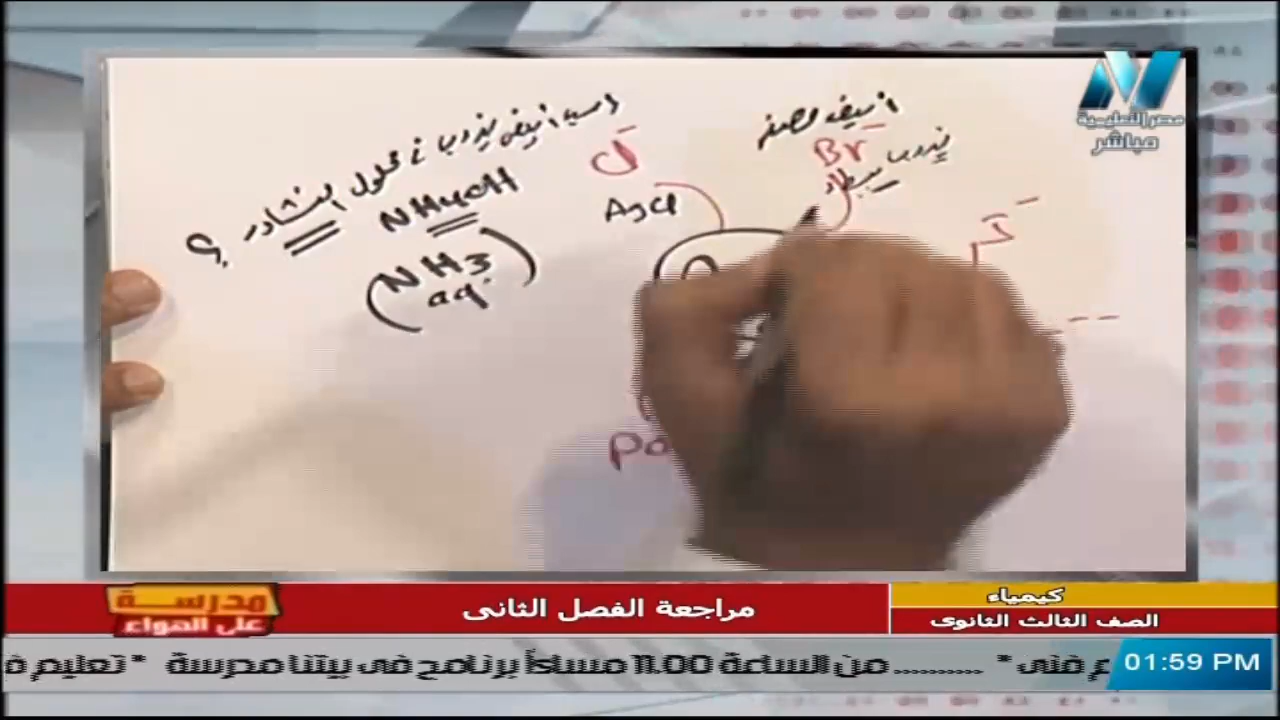 مصر التعليمية
مباشر
راسب أبيض يذوب في محلول النشادر ؟
NH4OH
(NH3
aq.)
AgCl
أبيض مصفر
Br-
يذوب ببطء
مدرسة
على الهواء
مراجعة الفصل الثانى
كيمياء
الصف الثالث الثانوى
01:59 PM
ع فنى " .......... من الساعة 11.00 مساءاً برنامج فى بيتنا مدرسة " تعليم ف